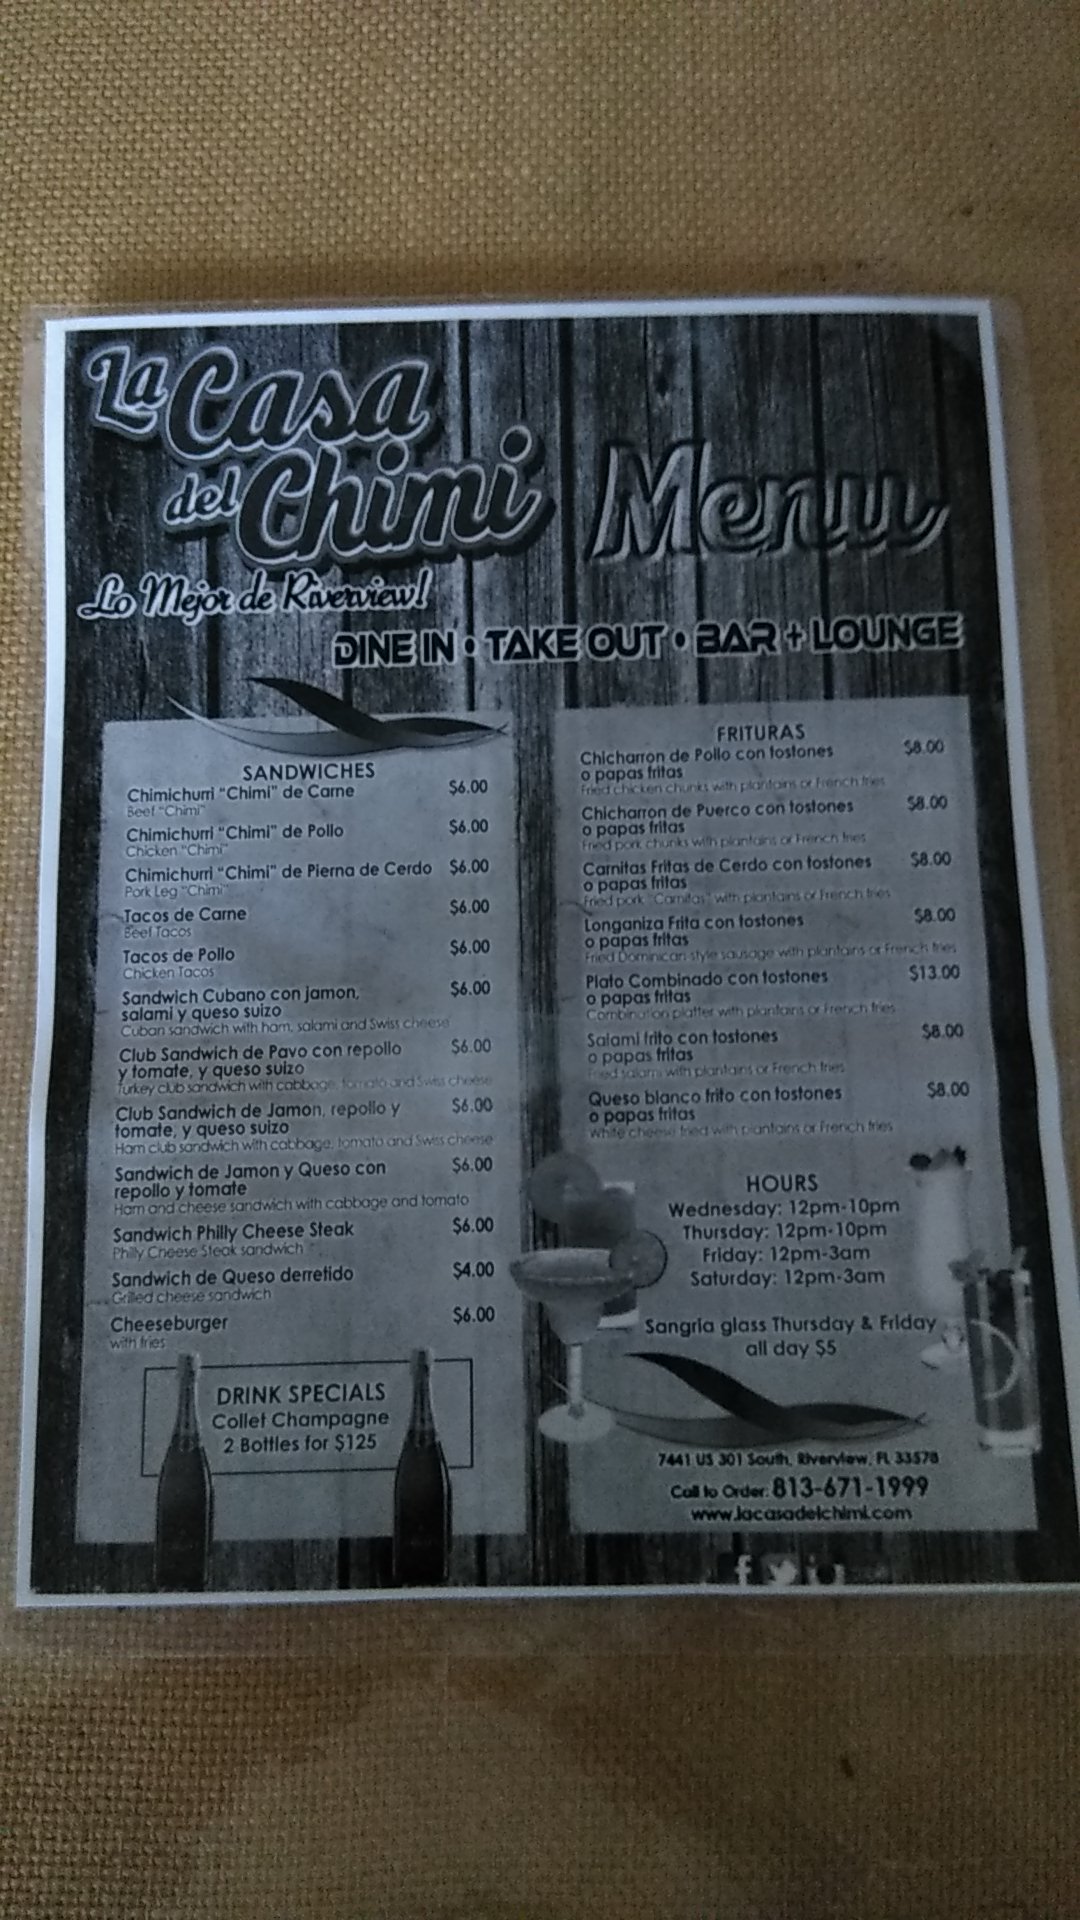 La Casa
del Chimi
Menu
Lo Mejor de Riverview!
DINE IN • TAKE OUT • BAR + LOUNGE
SANDWICHES
Chimichurri "Chimi" de Carne $6.00
Beef "Chimi"
Chimichurri "Chimi" de Pollo $6.00
Chicken "Chimi"
Chimichurri "Chimi" de Pierna de Cerdo $6.00
Pork Leg "Chimi"
Tacos de Carne $6.00
Beef Tacos
Tacos de Pollo $6.00
Chicken Tacos
Sandwich Cubano con jamon, $6.00
salami y queso suizo
Cuban sandwich with ham, salami and Swiss cheese
Club Sandwich de Pavo con repollo $6.00
y tomate, y queso suizo
Turkey club sandwich with cabbage, tomato and Swiss cheese
Club Sandwich de Jamon, repollo y $6.00
tomate, y queso suizo
Ham club sandwich with cabbage, tomato and Swiss cheese
Sandwich de Jamon y Queso con $6.00
repollo y tomate
Ham and cheese sandwich with cabbage and tomato
Sandwich Philly Cheese Steak $6.00
Philly Cheese Steak sandwich
Sandwich de Queso derretido $4.00
Grilled cheese sandwich
Cheeseburger $6.00
with fries
DRINK SPECIALS
Collet Champagne
2 Bottles for $125
FRITURAS
Chicharron de Pollo con tostones $8.00
o papas fritas
Fried chicken chunks with plantains or French fries
Chicharron de Puerco con tostones $8.00
o papas fritas
Fried pork chunks with plantains or French fries
Carnitas Fritas de Cerdo con tostones $8.00
o papas fritas
Fried pork "Carnitas" with plantains or French fries
Longaniza Frita con tostones $8.00
o papas fritas
Fried Dominican style sausage with plantains or French fries
Plato Combinado con tostones $13.00
o papas fritas
Combination platter with plantains or French fries
Salami frito con tostones $8.00
o papas fritas
Fried salami with plantains or French fries
Queso blanco frito con tostones $8.00
o papas fritas
White cheese fried with plantains or French fries
HOURS
Wednesday: 12pm-10pm
Thursday: 12pm-10pm
Friday: 12pm-3am
Saturday: 12pm-3am
Sangria glass Thursday & Friday
all day $5
7441 US 301 South, Riverview, FL 33578
Call to Order: 813-671-1999
www.lacasadelchimi.com